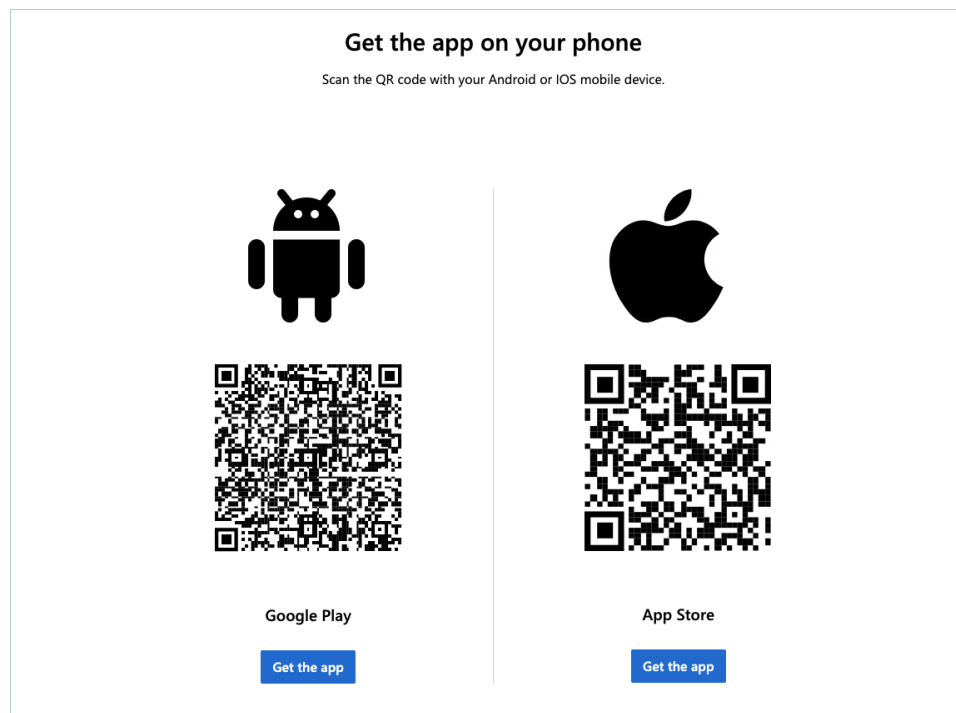 Get the app on your phone
Scan the QR code with your Android or IOS mobile device.
Google Play
Get the app
App Store
Get the app